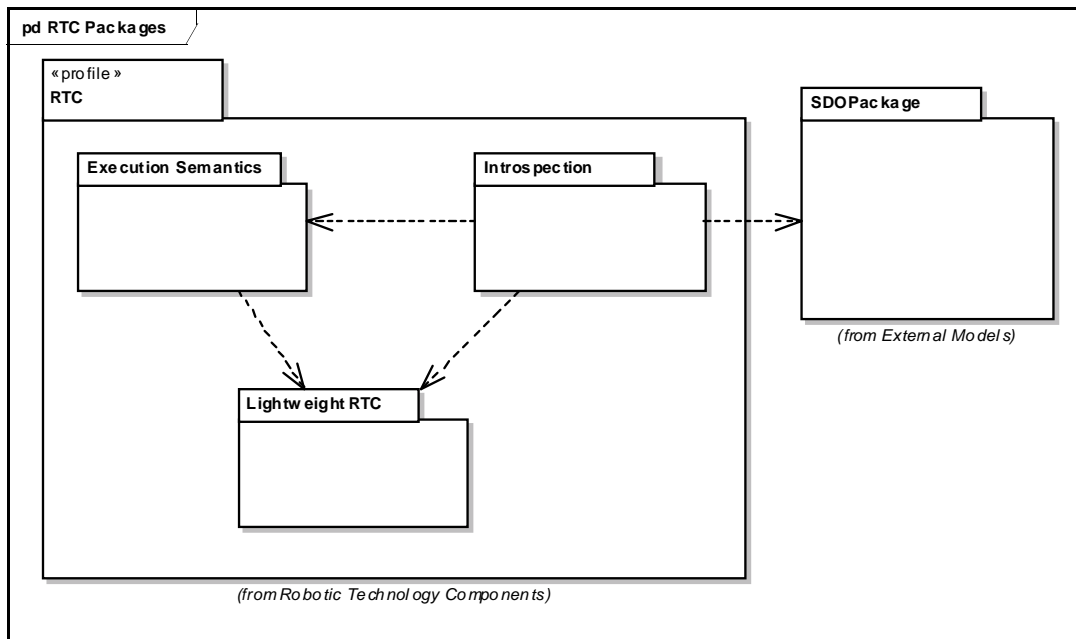 pd RTC Packages
«profile»
RTC
SDOPackage
Execution Semantics
Introspection
(from External Models)
Lightweight RTC
(from Robotic Technology Components)